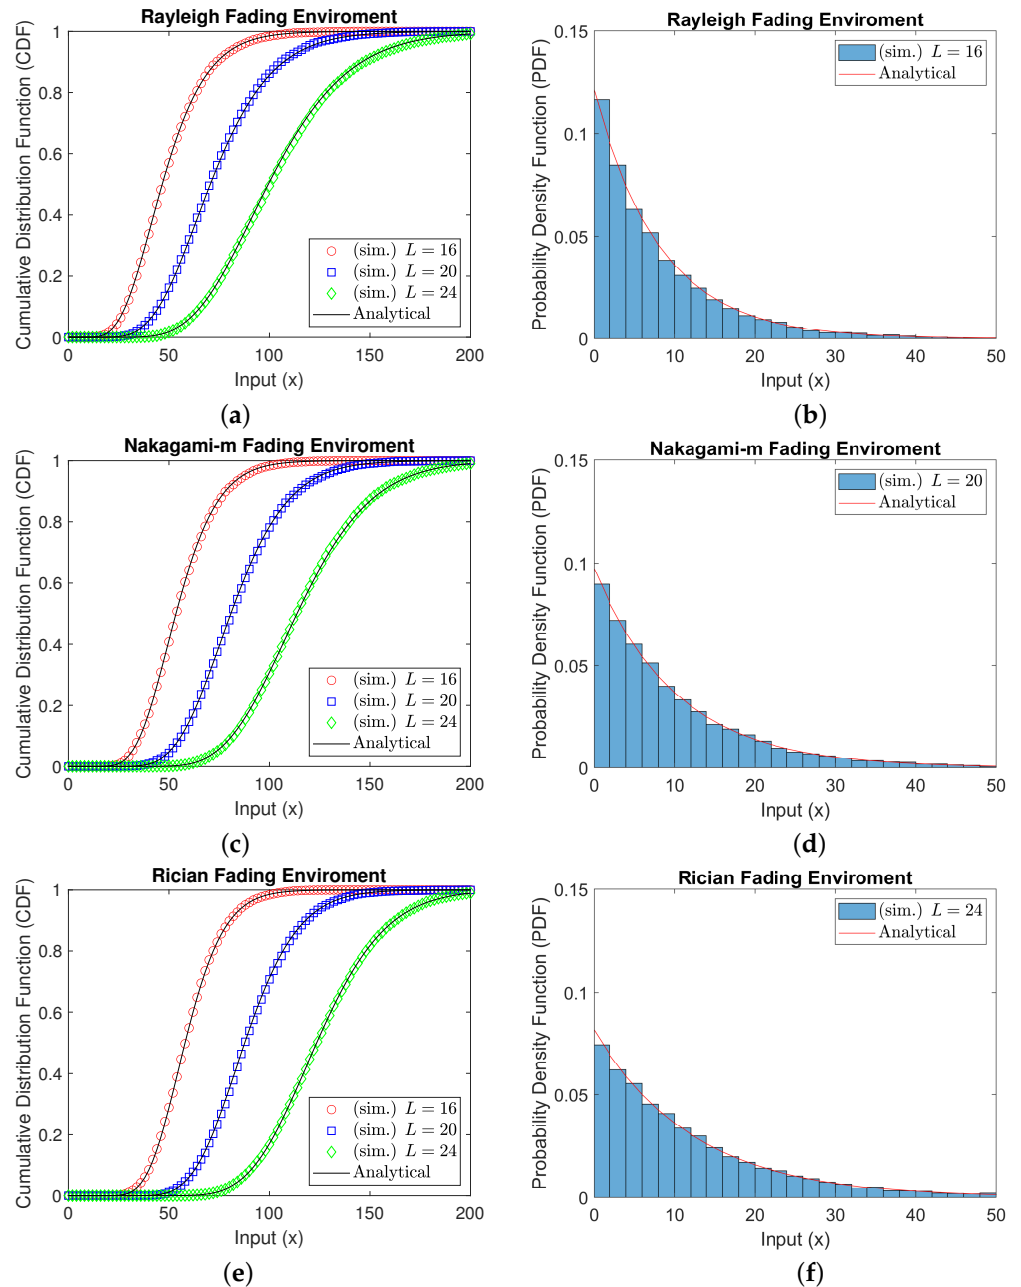 Rayleigh Fading Enviroment
Cumulative Distribution Function (CDF)
1
0.8
0.6
0.4
0.2
0
(sim.) L = 16
(sim.) L = 20
(sim.) L = 24
Analytical
0 50 100 150 200
Input (x)
(a)
Rayleigh Fading Enviroment
Probability Density Function (PDF)
0.15
0.1
0.05
0
(sim.) L = 16
Analytical
0 10 20 30 40 50
Input (x)
(b)
Nakagami-m Fading Enviroment
Cumulative Distribution Function (CDF)
1
0.8
0.6
0.4
0.2
0
(sim.) L = 16
(sim.) L = 20
(sim.) L = 24
Analytical
0 50 100 150 200
Input (x)
(c)
Nakagami-m Fading Enviroment
Probability Density Function (PDF)
0.15
0.1
0.05
0
(sim.) L = 20
Analytical
0 10 20 30 40 50
Input (x)
(d)
Rician Fading Enviroment
Cumulative Distribution Function (CDF)
1
0.8
0.6
0.4
0.2
0
(sim.) L = 16
(sim.) L = 20
(sim.) L = 24
Analytical
0 50 100 150 200
Input (x)
(e)
Rician Fading Enviroment
Probability Density Function (PDF)
0.15
0.1
0.05
0
(sim.) L = 24
Analytical
0 10 20 30 40 50
Input (x)
(f)